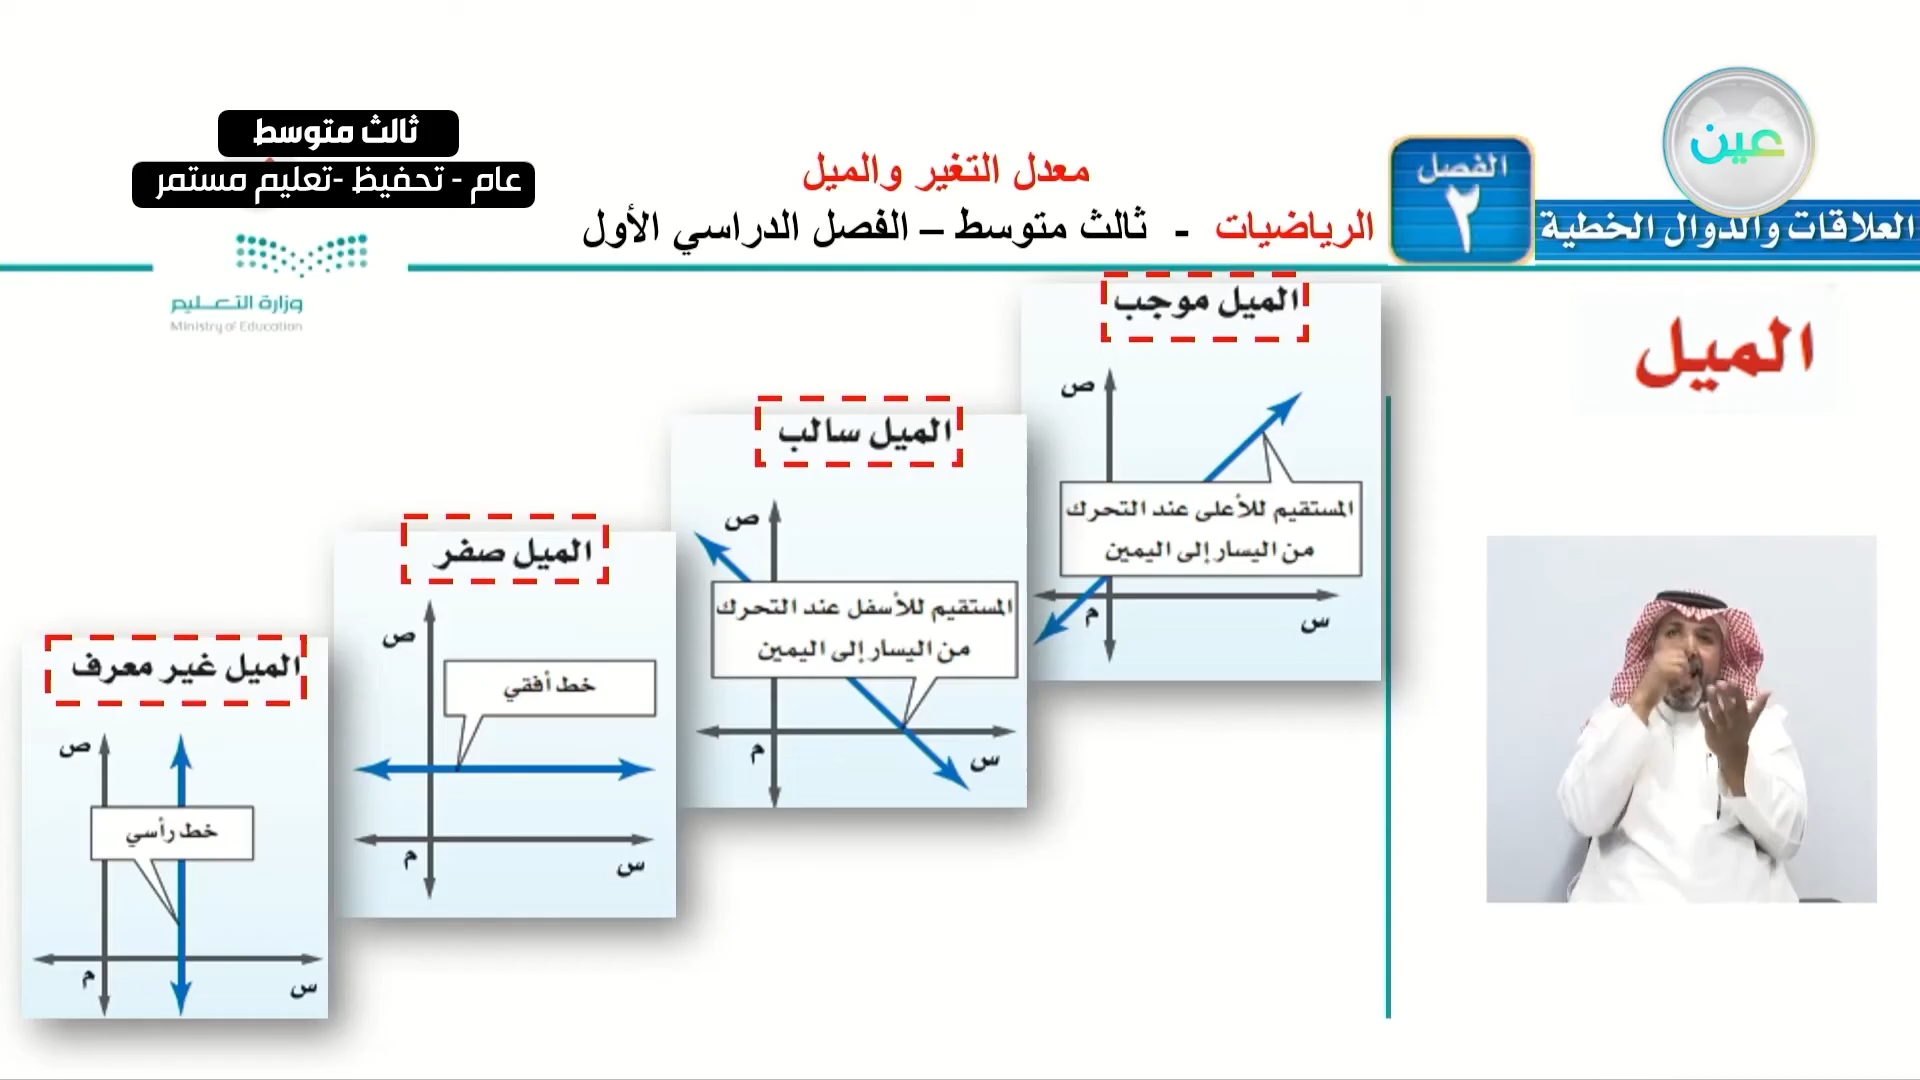 عين
ثالث متوسط
عام - تحفيظ -تعليم مستمر
وزارة التعليم
Ministry of Education
معدل التغير والميل
الرياضيات - ثالث متوسط – الفصل الدراسي الأول
الفصل
٢
العلاقات والدوال الخطية
الميل
الميل موجب
ص
المستقيم للأعلى عند التحرك
من اليسار إلى اليمين
م
س
الميل سالب
ص
المستقيم للأسفل عند التحرك
من اليسار إلى اليمين
م
س
الميل صفر
ص
خط أفقي
م
س
الميل غير معرف
ص
خط رأسي
م
س